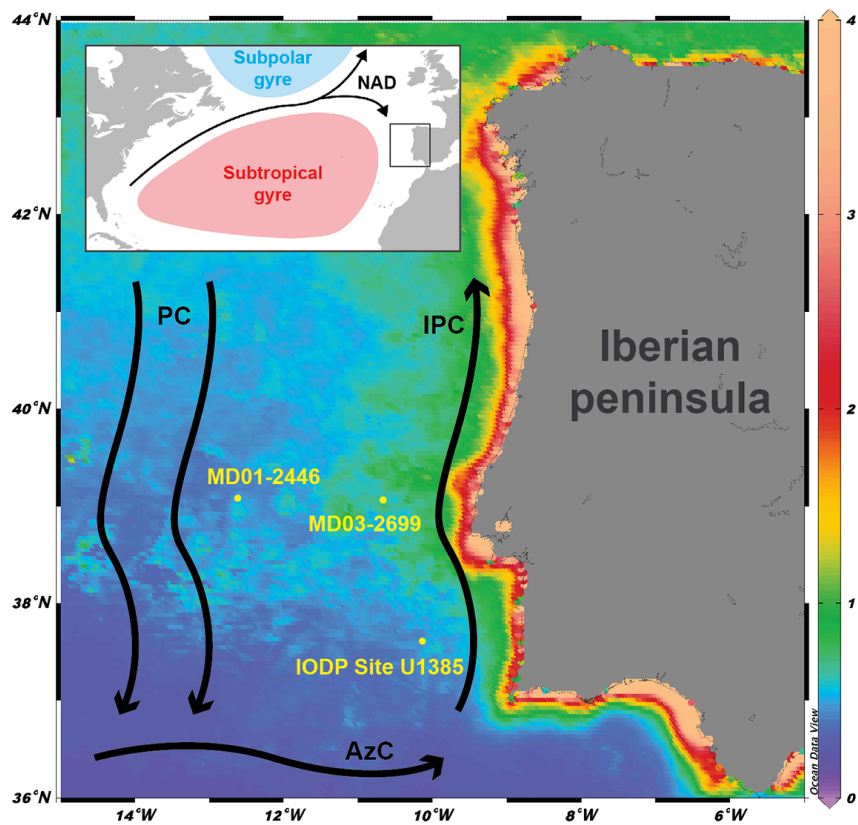 44°N
42°N
40°N
38°N
36°N
14°W
12°W
10°W
8°W
6°W
Subpolar
gyre
NAD
Subtropical
gyre
PC
IPC
Iberian
peninsula
MD01-2446
MD03-2699
IODP Site U1385
AzC
Ocean Data View
4
3
2
1
0